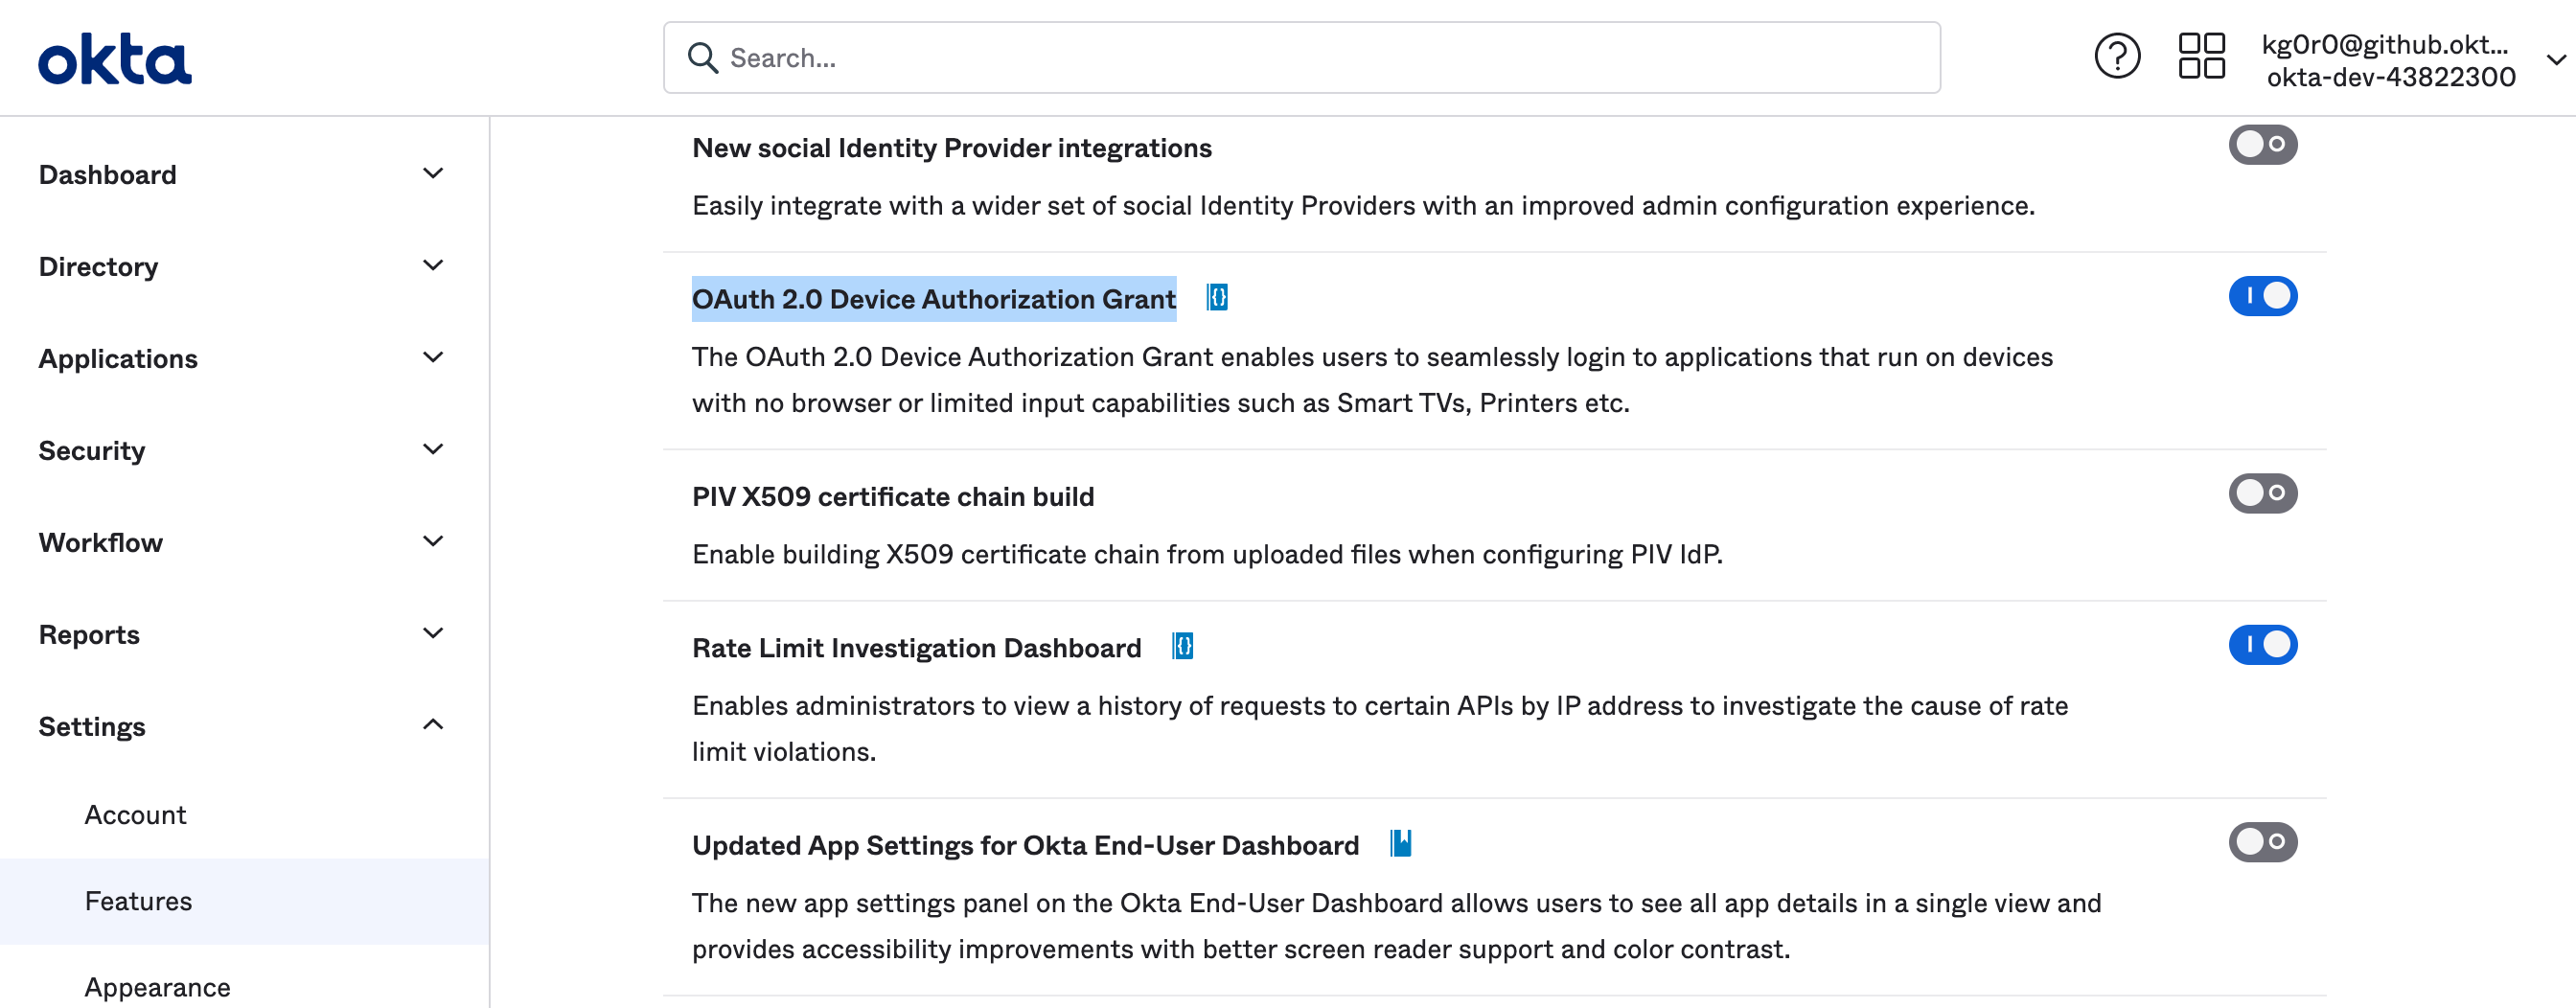 okta
Search...
kg0r0@github.okt...
okta-dev-43822300
Dashboard
Directory
Applications
Security
Workflow
Reports
Settings
Account
Features
Appearance
New social Identity Provider integrations
Easily integrate with a wider set of social Identity Providers with an improved admin configuration experience.
OAuth 2.0 Device Authorization Grant
The OAuth 2.0 Device Authorization Grant enables users to seamlessly login to applications that run on devices
with no browser or limited input capabilities such as Smart TVs, Printers etc.
PIV X509 certificate chain build
Enable building X509 certificate chain from uploaded files when configuring PIV IdP.
Rate Limit Investigation Dashboard
Enables administrators to view a history of requests to certain APIs by IP address to investigate the cause of rate
limit violations.
Updated App Settings for Okta End-User Dashboard
The new app settings panel on the Okta End-User Dashboard allows users to see all app details in a single view and
provides accessibility improvements with better screen reader support and color contrast.